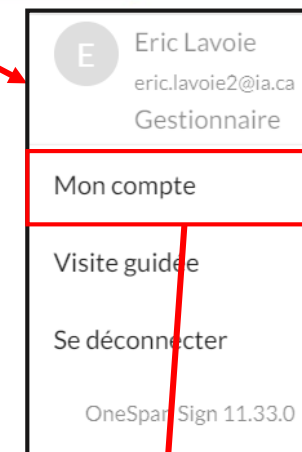 E
Eric Lavoie
eric.lavoie2@ia.ca
Gestionnaire
Mon compte
Visite guidée
Se déconnecter
OneSpan Sign 11.33.0